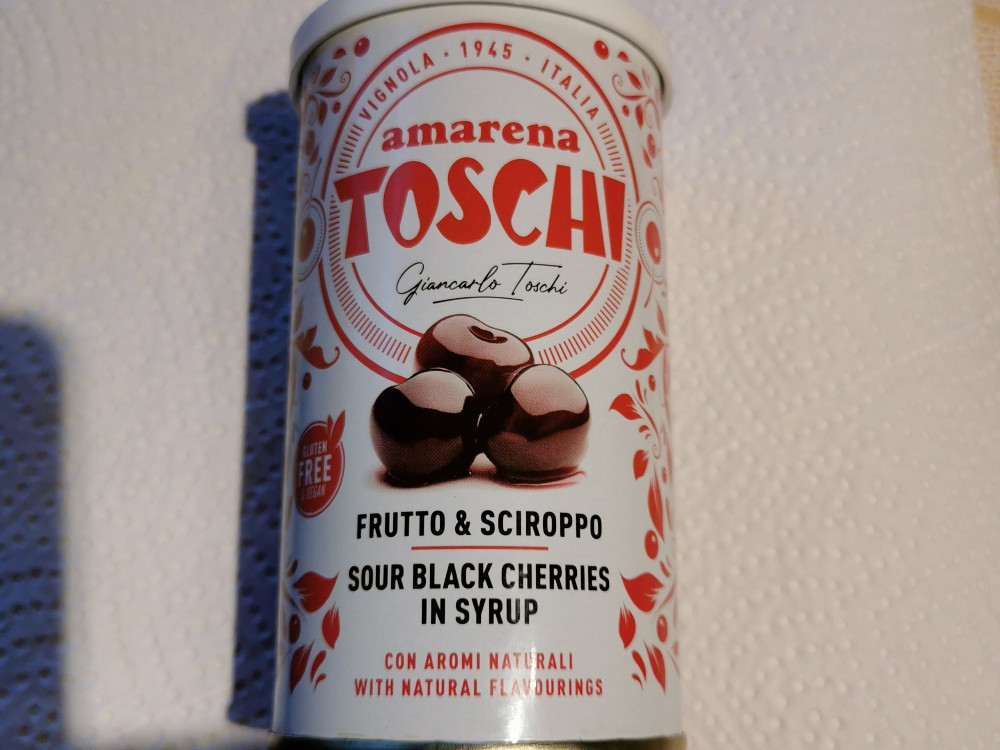 VIGNOLA · 1945 · ITALIA
amarena
TOSCHI
Giancarlo Toschi
GLUTEN
FREE
& VEGAN
FRUTTO & SCIROPPO
SOUR BLACK CHERRIES
IN SYRUP
CON AROMI NATURALI
WITH NATURAL FLAVOURINGS